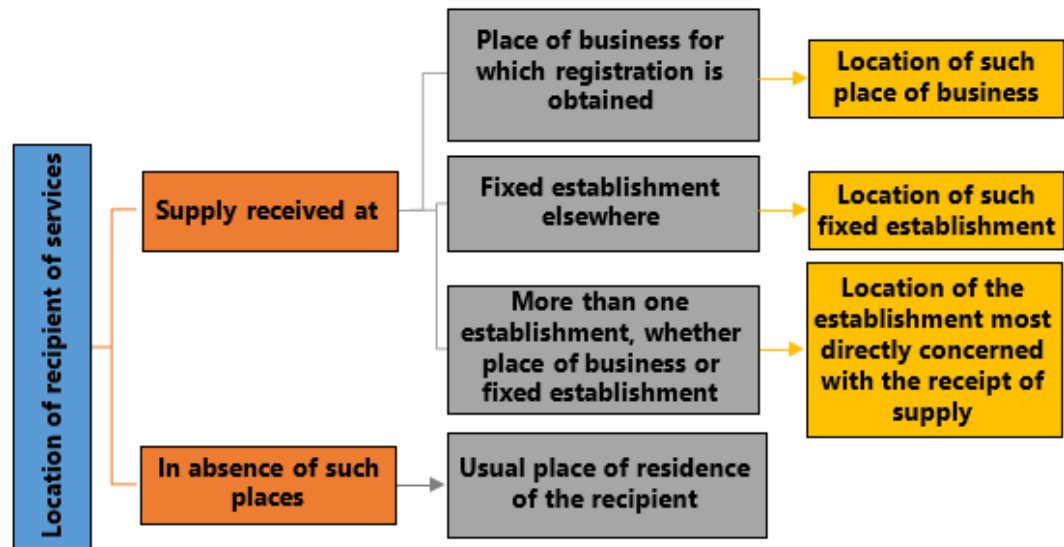 Location of recipient of services
Supply received at
Place of business for
which registration is
obtained
Location of such
place of business
Fixed establishment
elsewhere
Location of such
fixed establishment
More than one
establishment, whether
place of business or
fixed establishment
Location of the
establishment most
directly concerned
with the receipt of
supply
In absence of such
places
Usual place of residence
of the recipient